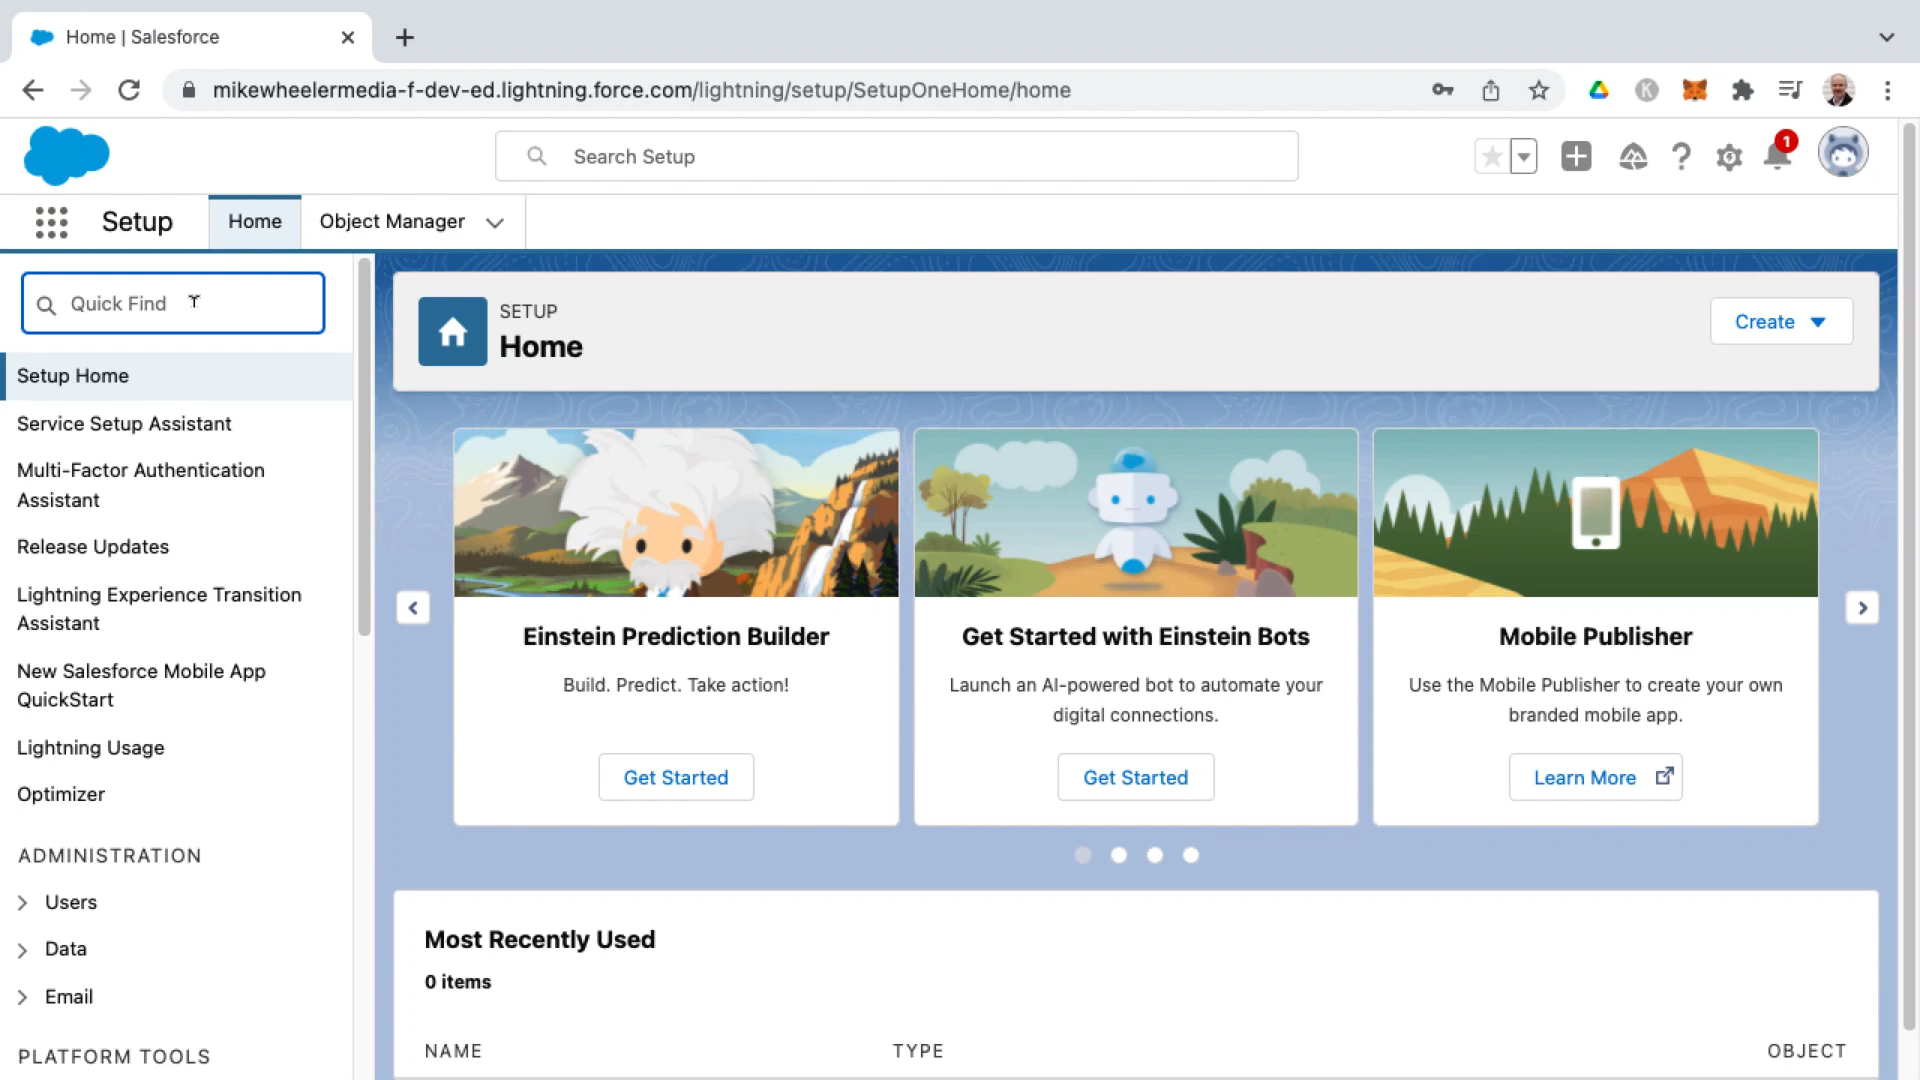 Home | Salesforce
mikewheelermedia-f-dev-ed.lightning.force.com/lightning/setup/SetupOneHome/home
K
Search Setup
1
Setup
Home
Object Manager
Quick Find
Setup Home
Service Setup Assistant
Multi-Factor Authentication
Assistant
Release Updates
Lightning Experience Transition
Assistant
New Salesforce Mobile App
QuickStart
Lightning Usage
Optimizer
ADMINISTRATION
Users
Data
Email
PLATFORM TOOLS
SETUP
Home
Create
Einstein Prediction Builder
Build. Predict. Take action!
Get Started
Get Started with Einstein Bots
Launch an AI-powered bot to automate your
digital connections.
Get Started
Mobile Publisher
Use the Mobile Publisher to create your own
branded mobile app.
Learn More
Most Recently Used
0 items
NAME
TYPE
OBJECT